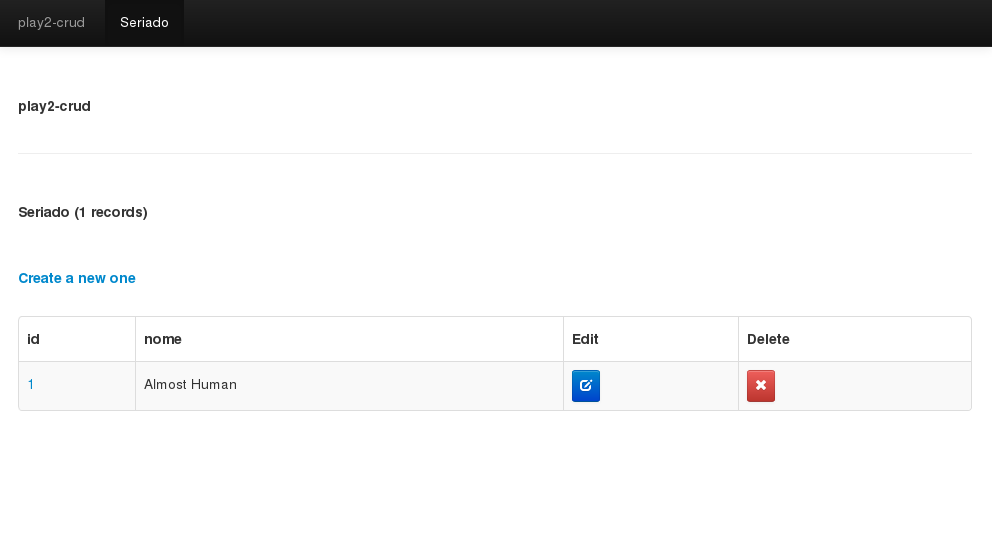 play2-crud Seriado
play2-crud
Seriado (1 records)
Create a new one
id nome Edit Delete
1 Almost Human